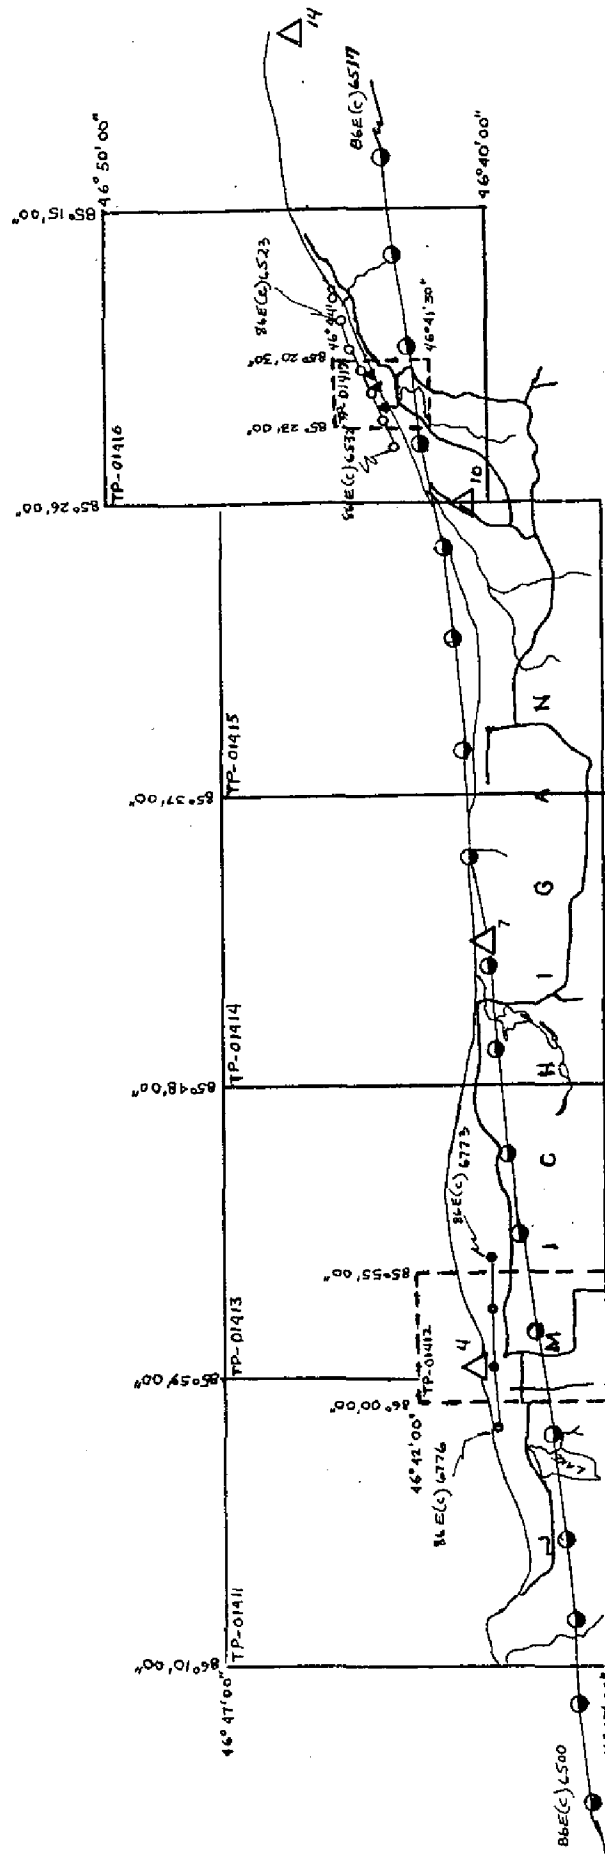 14
86E(c)6517
46° 50' 00"
85° 15' 00"
46° 40' 00"
86E(c)6523
46° 44' 00"
85° 20' 30"
46° 41' 30"
85° 23' 00"
86E(c)6532
TP-01416
85° 26' 00"
10
TP-01415
85° 37' 00"
7
TP-01414
85° 48' 00"
86E(c)6773
85° 55' 00"
TP-01413
85° 59' 00"
4
TP-01412
86° 00' 00"
46° 42' 00"
86E(c)6776
LAKE MICHIGAN
TP-01411
86° 10' 00"
46° 47' 00"
86E(c)6500